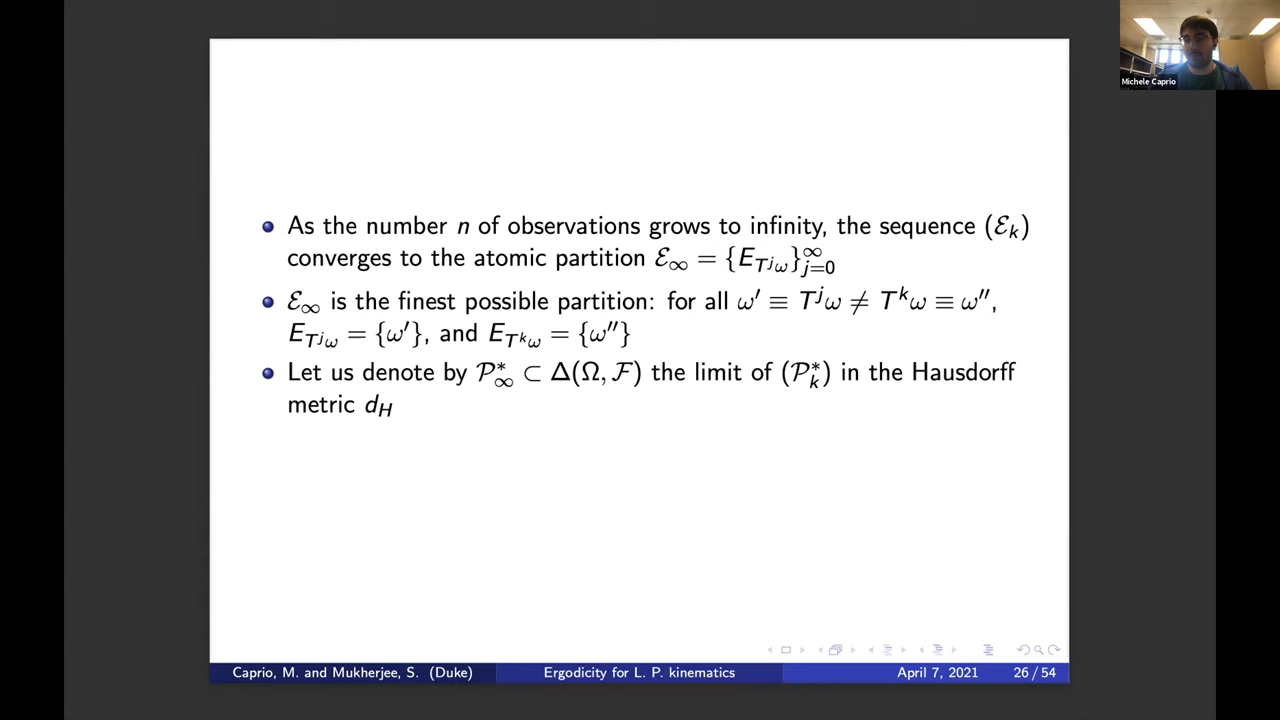 Michele Caprio
As the number n of observations grows to infinity, the sequence (ℰ_k)
converges to the atomic partition ℰ_∞ = {E_{T^jω}}_{j=0}^∞
ℰ_∞ is the finest possible partition: for all ω′ ≡ T^jω ≠ T^kω ≡ ω″,
E_{T^jω} = {ω′}, and E_{T^kω} = {ω″}
Let us denote by 𝒫*_∞ ⊂ Δ(Ω, ℱ) the limit of (𝒫*_k) in the Hausdorff
metric d_H
Caprio, M. and Mukherjee, S. (Duke) Ergodicity for L. P. kinematics April 7, 2021 26 / 54